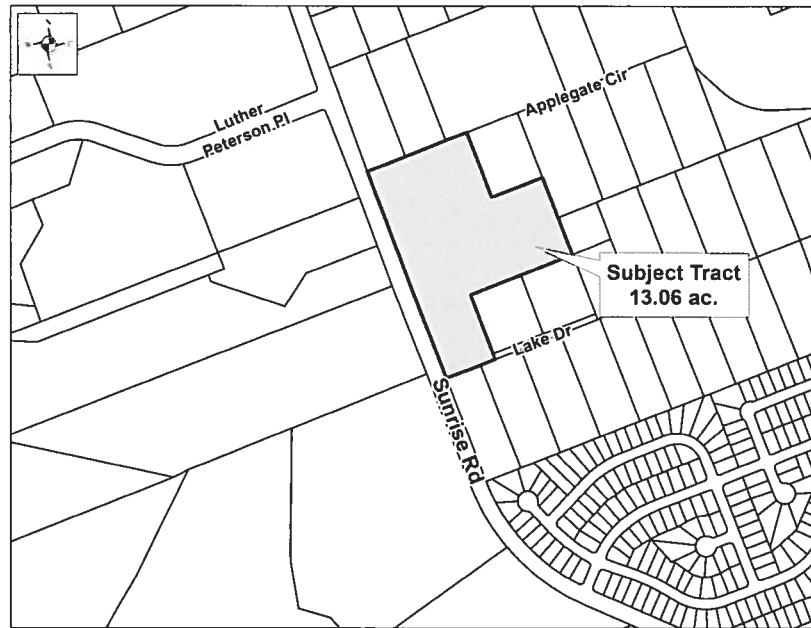 Luther
Peterson Pl
Applegate Cir
Subject Tract
13.06 ac.
Lake Dr
Sunrise Rd